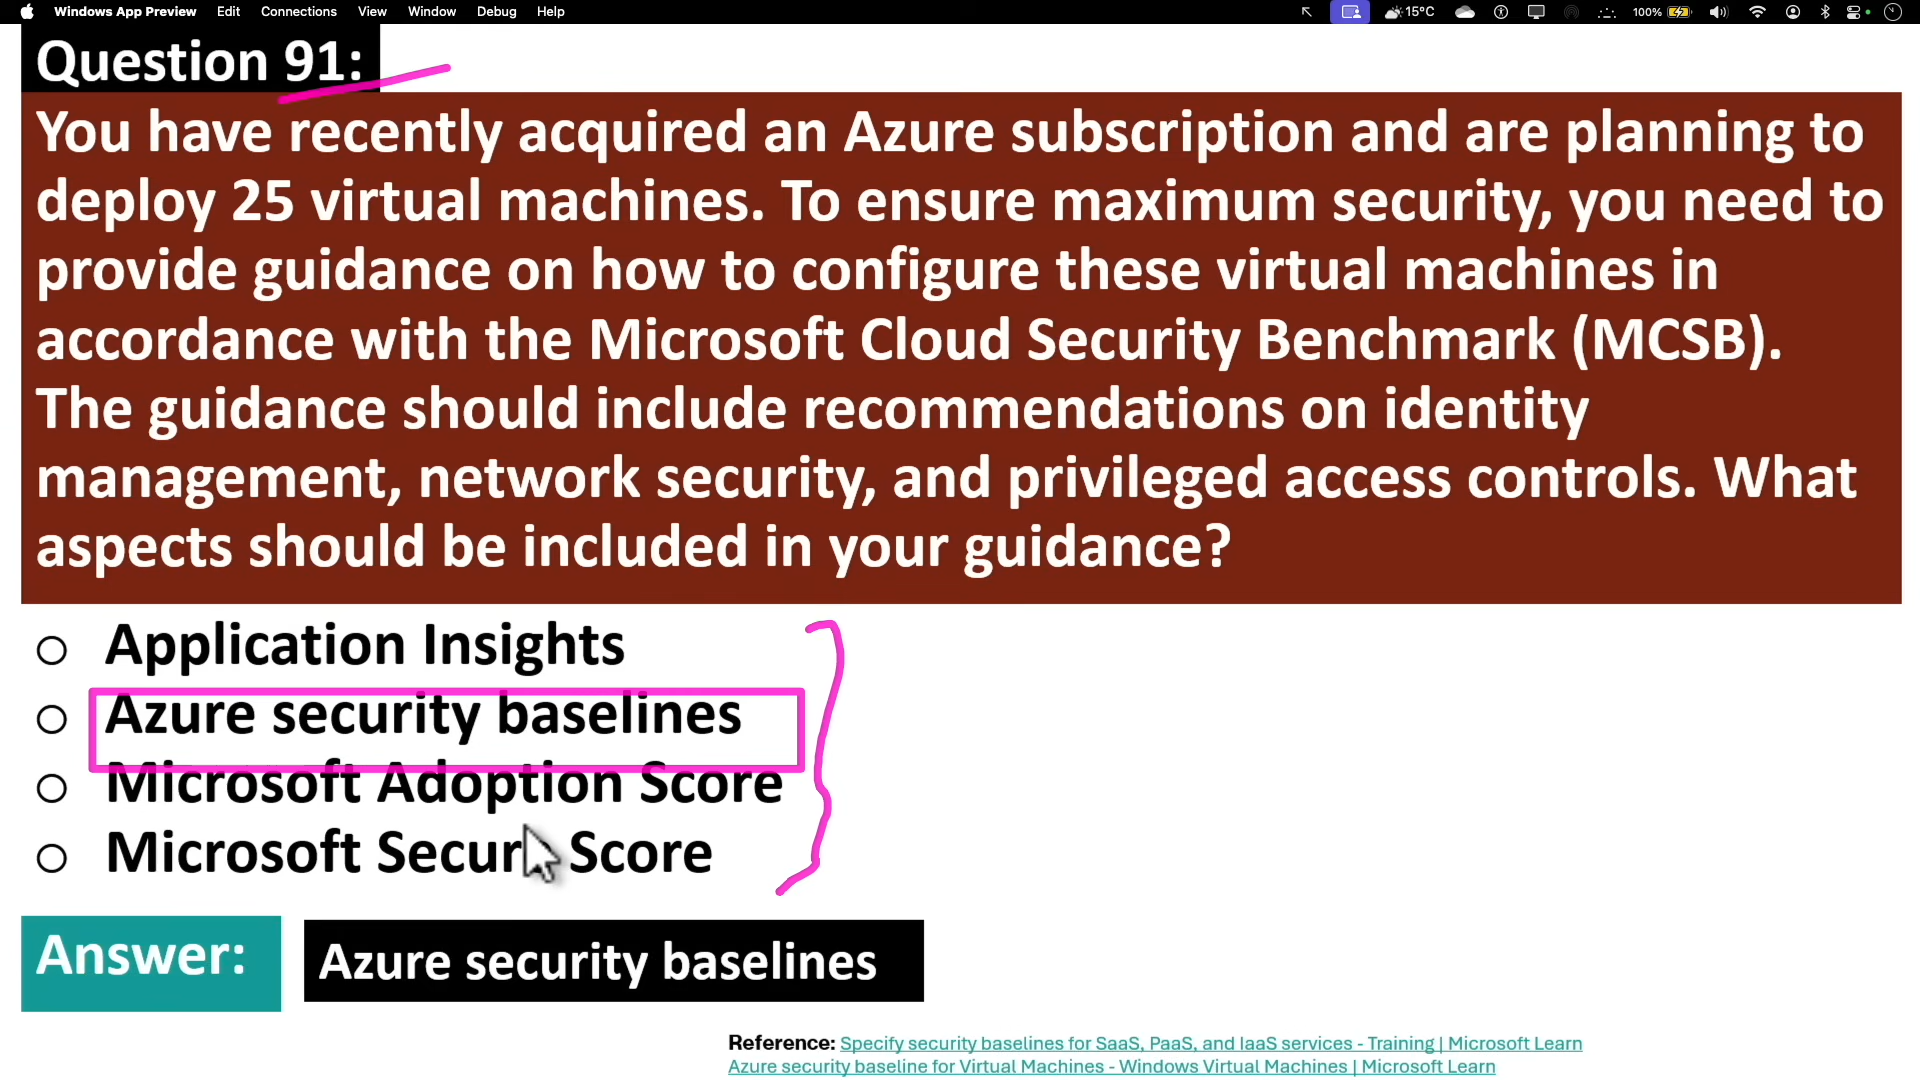 Windows App Preview Edit Connections View Window Debug Help 15°C 100%
Question 91:
You have recently acquired an Azure subscription and are planning to
deploy 25 virtual machines. To ensure maximum security, you need to
provide guidance on how to configure these virtual machines in
accordance with the Microsoft Cloud Security Benchmark (MCSB).
The guidance should include recommendations on identity
management, network security, and privileged access controls. What
aspects should be included in your guidance?
Application Insights
Azure security baselines
Microsoft Adoption Score
Microsoft Secure Score
Answer: Azure security baselines
Reference: Specify security baselines for SaaS, PaaS, and IaaS services - Training | Microsoft Learn
Azure security baseline for Virtual Machines - Windows Virtual Machines | Microsoft Learn